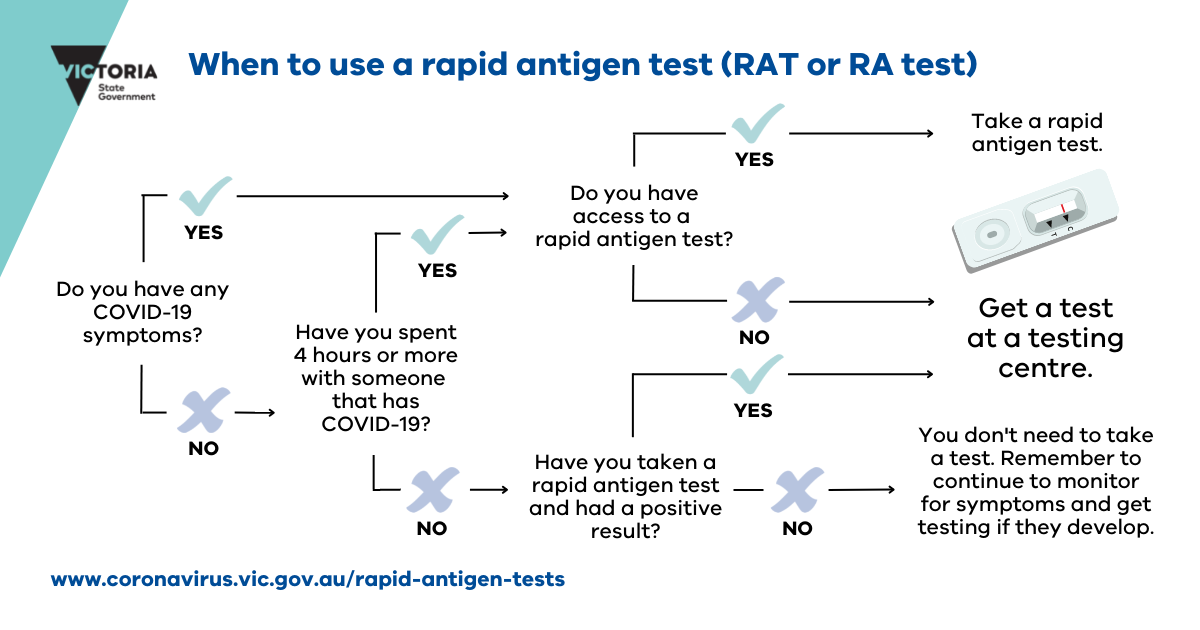 VICTORIA
State
Government
When to use a rapid antigen test (RAT or RA test)
Do you have any
COVID-19
symptoms?
YES
NO
Have you spent
4 hours or more
with someone
that has
COVID-19?
YES
NO
Do you have
access to a
rapid antigen test?
YES
Take a rapid
antigen test.
C
T
NO
Get a test
at a testing
centre.
Have you taken a
rapid antigen test
and had a positive
result?
YES
NO
You don't need to take
a test. Remember to
continue to monitor
for symptoms and get
testing if they develop.
www.coronavirus.vic.gov.au/rapid-antigen-tests